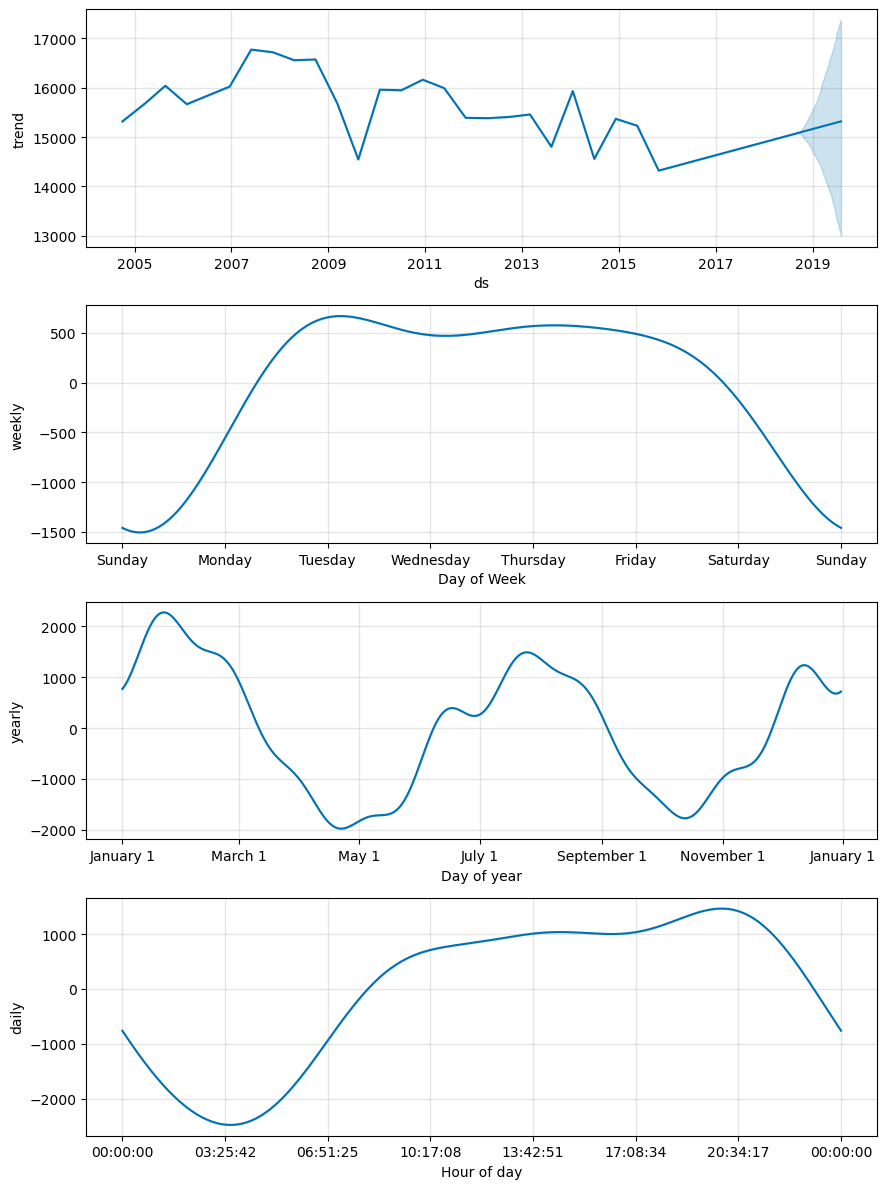 17000
16000
15000
14000
13000
trend
2005 2007 2009 2011 2013 2015 2017 2019
ds
500
0
−500
−1000
−1500
weekly
Sunday Monday Tuesday Wednesday Thursday Friday Saturday Sunday
Day of Week
2000
1000
0
−1000
−2000
yearly
January 1 March 1 May 1 July 1 September 1 November 1 January 1
Day of year
1000
0
−1000
−2000
daily
00:00:00 03:25:42 06:51:25 10:17:08 13:42:51 17:08:34 20:34:17 00:00:00
Hour of day